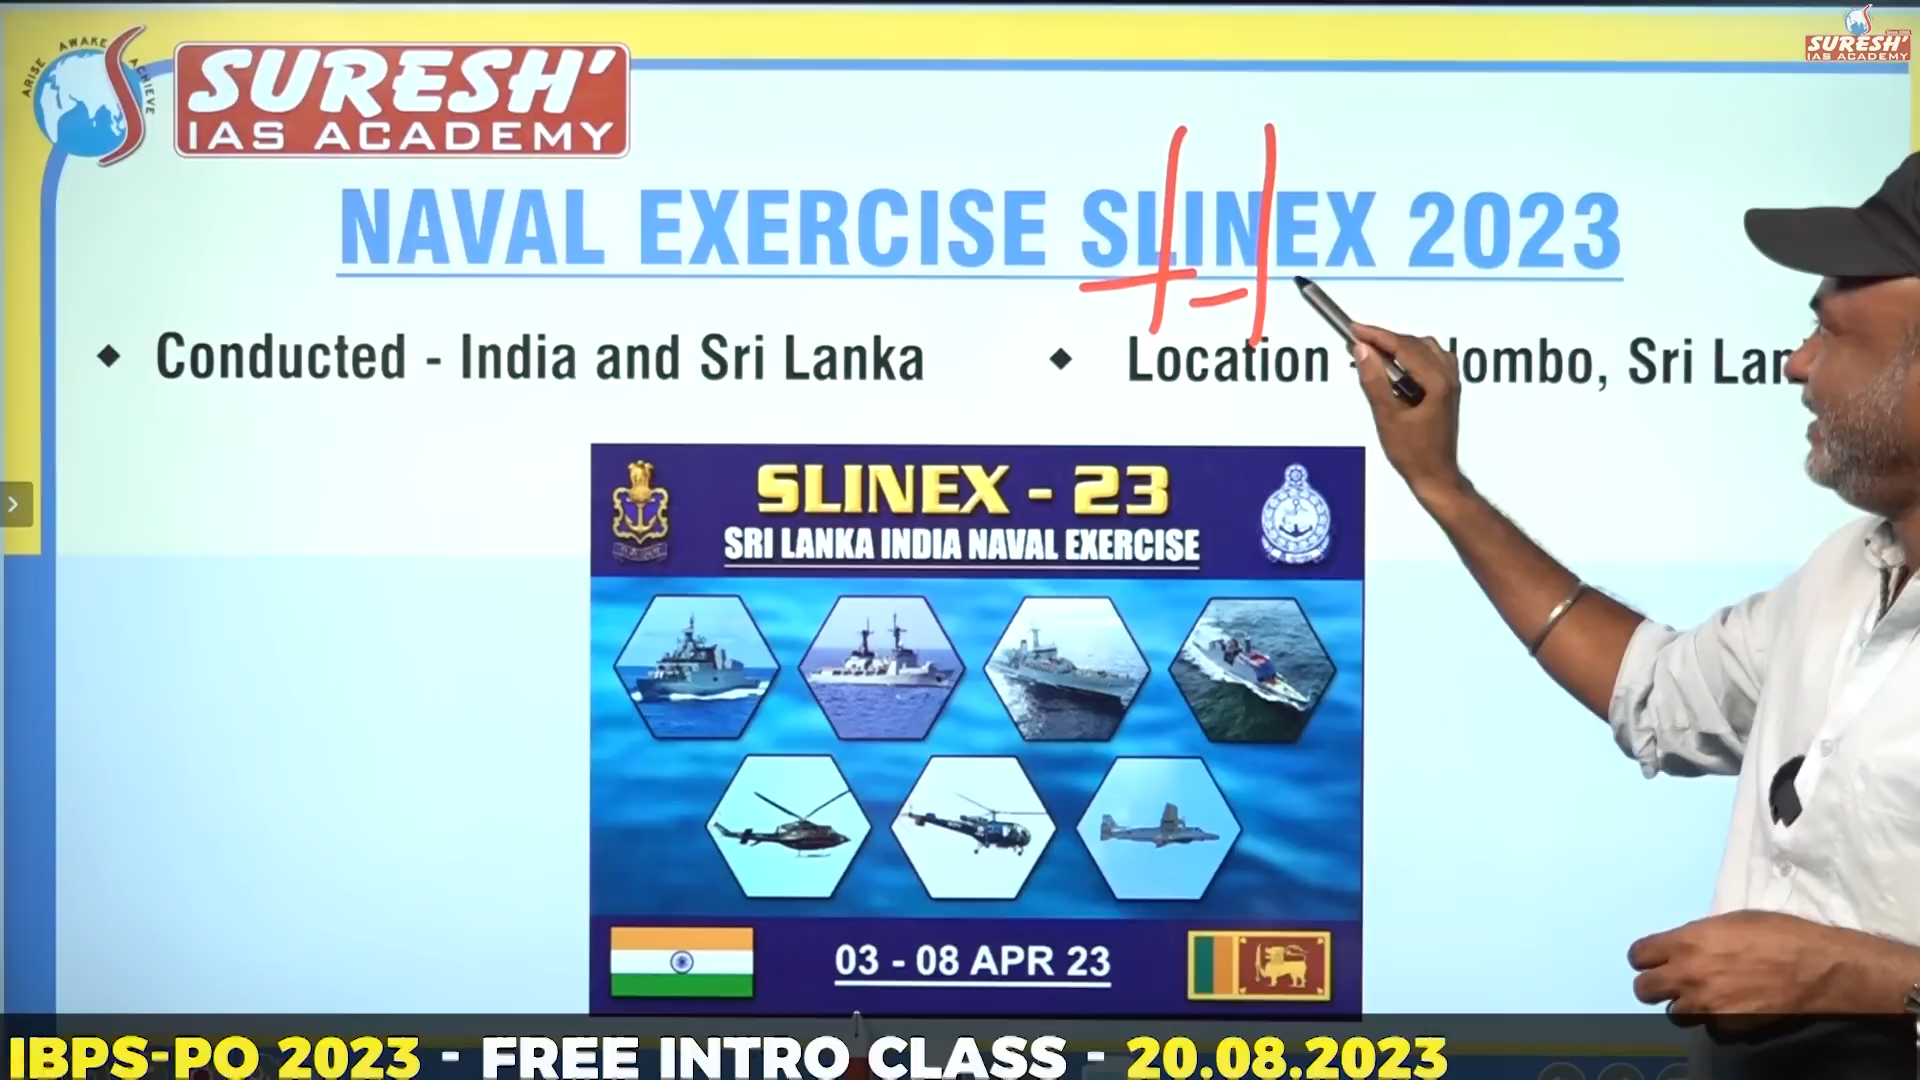 ARISE AWAKE ACHIEVE
SURESH'
IAS ACADEMY
SURESH'
IAS ACADEMY
NAVAL EXERCISE SLINEX 2023
◆ Conducted - India and Sri Lanka
◆ Location - lombo, Sri Lan
SLINEX - 23
SRI LANKA INDIA NAVAL EXERCISE
03 - 08 APR 23
IBPS-PO 2023 - FREE INTRO CLASS - 20.08.2023